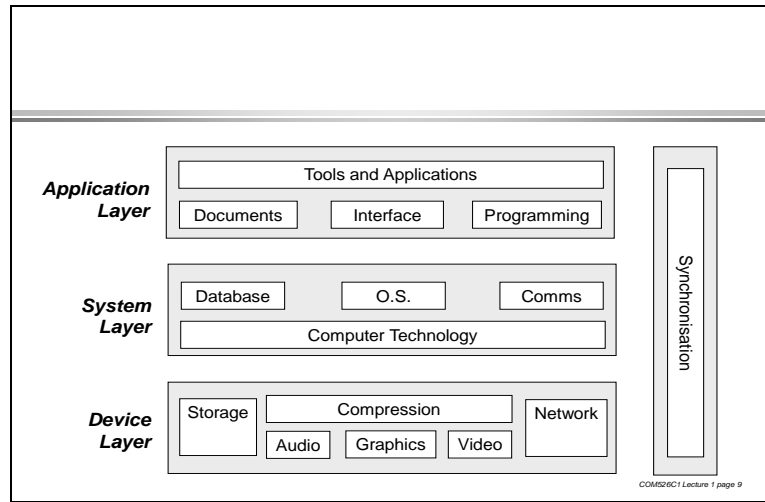 Application
Layer
Tools and Applications
Documents
Interface
Programming
System
Layer
Database
O.S.
Comms
Computer Technology
Device
Layer
Storage
Compression
Network
Audio
Graphics
Video
Synchronisation
COM526C1 Lecture 1 page 9